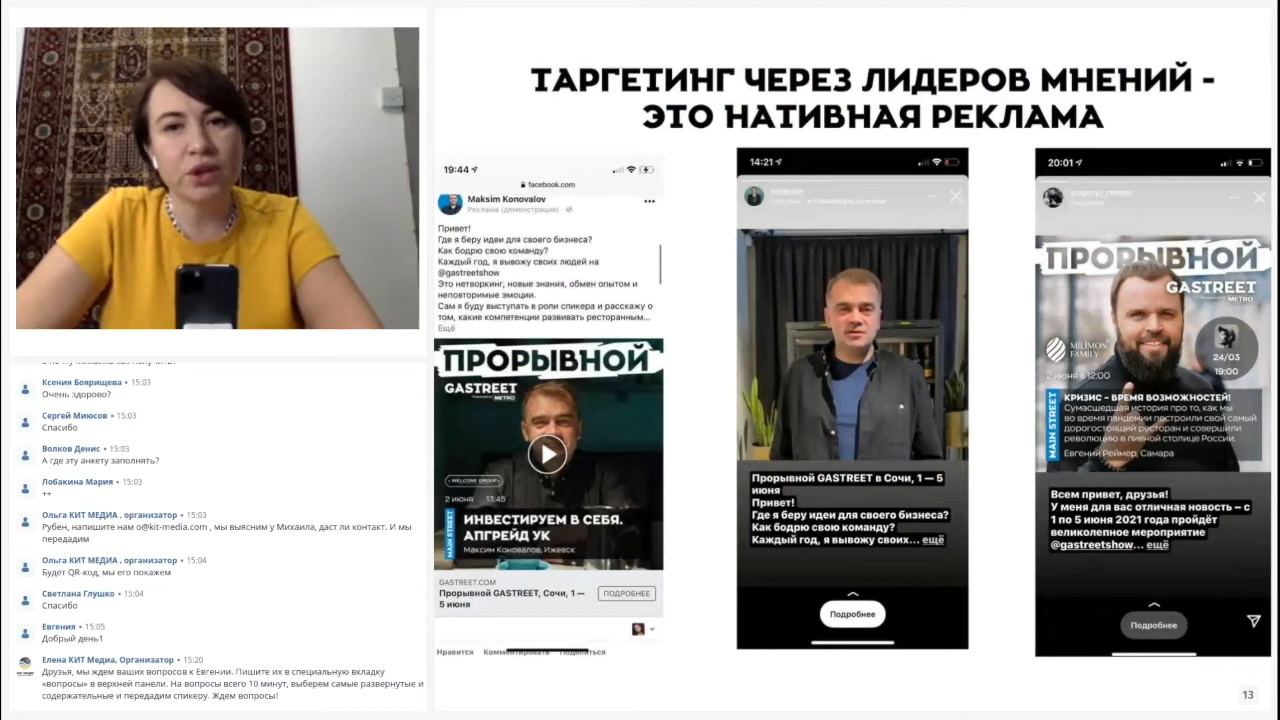 ТАРГЕТИНГ ЧЕРЕЗ ЛИДЕРОВ МНЕНИЙ -
ЭТО НАТИВНАЯ РЕКЛАМА
19:44
facebook.com
Maksim Konovalov
Реклама (демонстрация)
Привет!
Где я беру идеи для своего бизнеса?
Как бодрю свою команду?
Каждый год, я вывожу своих людей на
@gastreetshow
Это нетворкинг, новые знания, обмен опытом и
неповторимые эмоции.
Сам я буду выступать в роли спикера и расскажу о
том, какие компетенции развивать ресторанным...
Ещё
ПРОРЫВНОЙ
GASTREET
METRO
WELCOME GROUP
2 июня 13:45
MAIN STREET
ИНВЕСТИРУЕМ В СЕБЯ.
АПГРЕЙД УК
Максим Коновалов, Ижевск
GASTREET.COM
Прорывной GASTREET, Сочи, 1 —
5 июня
ПОДРОБНЕЕ
Нравится Комментировать Поделиться
14:21
Прорывной GASTREET в Сочи, 1 — 5
июня
Привет!
Где я беру идеи для своего бизнеса?
Как бодрю свою команду?
Каждый год, я вывожу своих... ещё
Подробнее
20:01
ПРОРЫВНОЙ
GASTREET
METRO
MILIMON
FAMILY
24/03
19:00
2 июня в 12:00
MAIN STREET
КРИЗИС – ВРЕМЯ ВОЗМОЖНОСТЕЙ!
Сумасшедшая история про то, как мы
во время пандемии построили свой самый
дорогостоящий ресторан и совершили
революцию в пивной столице России.
Евгений Реймер, Самара
Всем привет, друзья!
У меня для вас отличная новость – с
1 по 5 июня 2021 года пройдёт
великолепное мероприятие
@gastreetshow... ещё
Подробнее
13
Ксения Бояришева • 15:03
Очень здорово?
Сергей Миюсов • 15:03
Спасибо
Волков Денис • 15:03
А где эту анкету заполнять?
Лобакина Мария • 15:03
++
Ольга КИТ МЕДИА , организатор • 15:03
Рубен, напишите нам o@kit-media.com , мы выясним у Михаила, даст ли контакт. И мы
передадим
Ольга КИТ МЕДИА , организатор • 15:04
Будет QR-код, мы его покажем
Светлана Глушко • 15:04
Спасибо
Евгения • 15:05
Добрый день1
Елена КИТ Медиа, Организатор • 15:20
Друзья, мы ждем ваших вопросов к Евгении. Пишите их в специальную вкладку
«вопросы» в верхней панели. На вопросы всего 10 минут, выберем самые развернутые и
содержательные и передадим спикеру. Ждем вопросы!